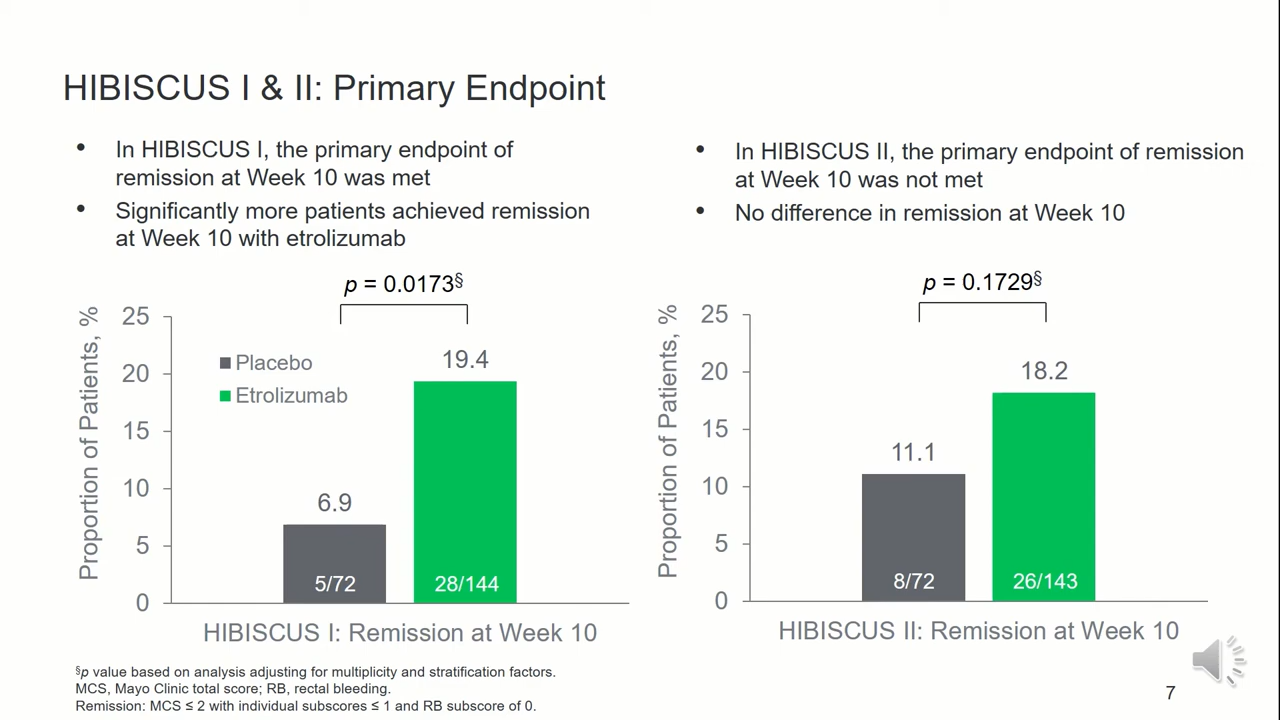 HIBISCUS I & II: Primary Endpoint
• In HIBISCUS I, the primary endpoint of
remission at Week 10 was met
• Significantly more patients achieved remission
at Week 10 with etrolizumab
• In HIBISCUS II, the primary endpoint of remission
at Week 10 was not met
• No difference in remission at Week 10
p = 0.0173§
Proportion of Patients, %
25
20
15
10
5
0
Placebo
Etrolizumab
6.9
19.4
5/72
28/144
HIBISCUS I: Remission at Week 10
p = 0.1729§
Proportion of Patients, %
25
20
15
10
5
0
11.1
18.2
8/72
26/143
HIBISCUS II: Remission at Week 10
§p value based on analysis adjusting for multiplicity and stratification factors.
MCS, Mayo Clinic total score; RB, rectal bleeding.
Remission: MCS ≤ 2 with individual subscores ≤ 1 and RB subscore of 0.
7